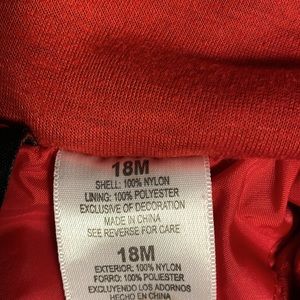 18M
SHELL: 100% NYLON
LINING: 100% POLYESTER
EXCLUSIVE OF DECORATION
MADE IN CHINA
SEE REVERSE FOR CARE
18M
EXTERIOR: 100% NYLON
FORRO: 100% POLYESTER
EXCLUYENDO LOS ADORNOS
HECHO EN CHINA